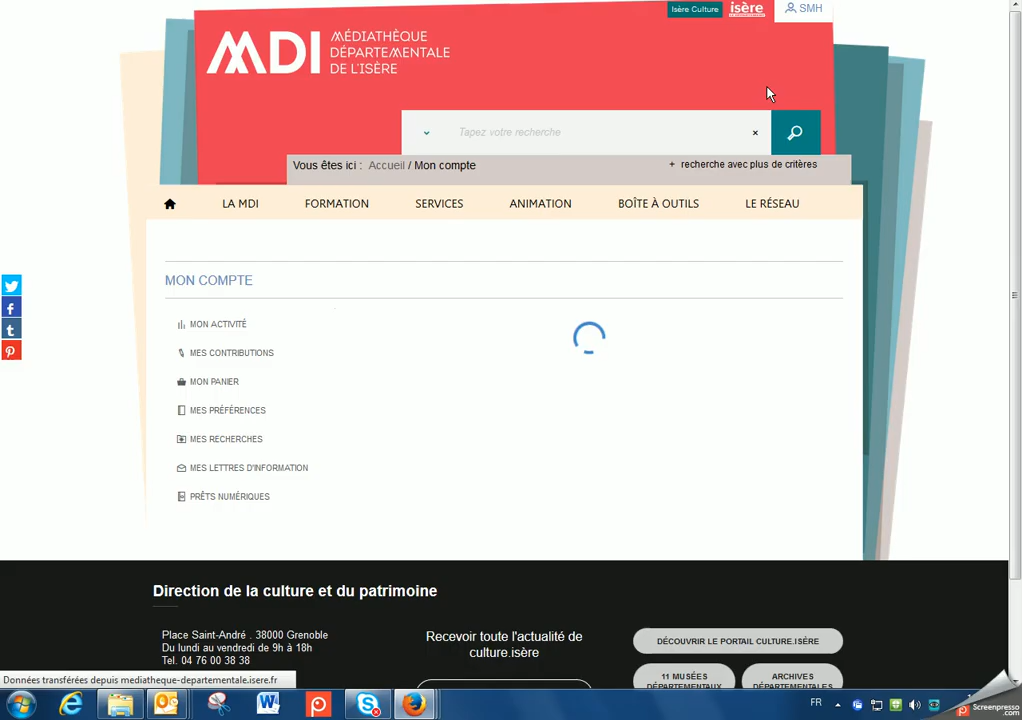 Isère Culture
isère
SMH
MDI
MÉDIATHÈQUE
DÉPARTEMENTALE
DE L'ISÈRE
Tapez votre recherche
×
Vous êtes ici : Accueil / Mon compte
+ recherche avec plus de critères
LA MDI
FORMATION
SERVICES
ANIMATION
BOÎTE À OUTILS
LE RÉSEAU
MON COMPTE
MON ACTIVITÉ
MES CONTRIBUTIONS
MON PANIER
MES PRÉFÉRENCES
MES RECHERCHES
MES LETTRES D'INFORMATION
PRÊTS NUMÉRIQUES
Direction de la culture et du patrimoine
Place Saint-André . 38000 Grenoble
Du lundi au vendredi de 9h à 18h
Tel. 04 76 00 38 38
Recevoir toute l'actualité de
culture.isère
DÉCOUVRIR LE PORTAIL CULTURE.ISÈRE
11 MUSÉES
DÉPARTEMENTAUX
ARCHIVES
DÉPARTEMENTALES
Données transférées depuis mediatheque-departementale.isere.fr
FR
Screenpresso
.com